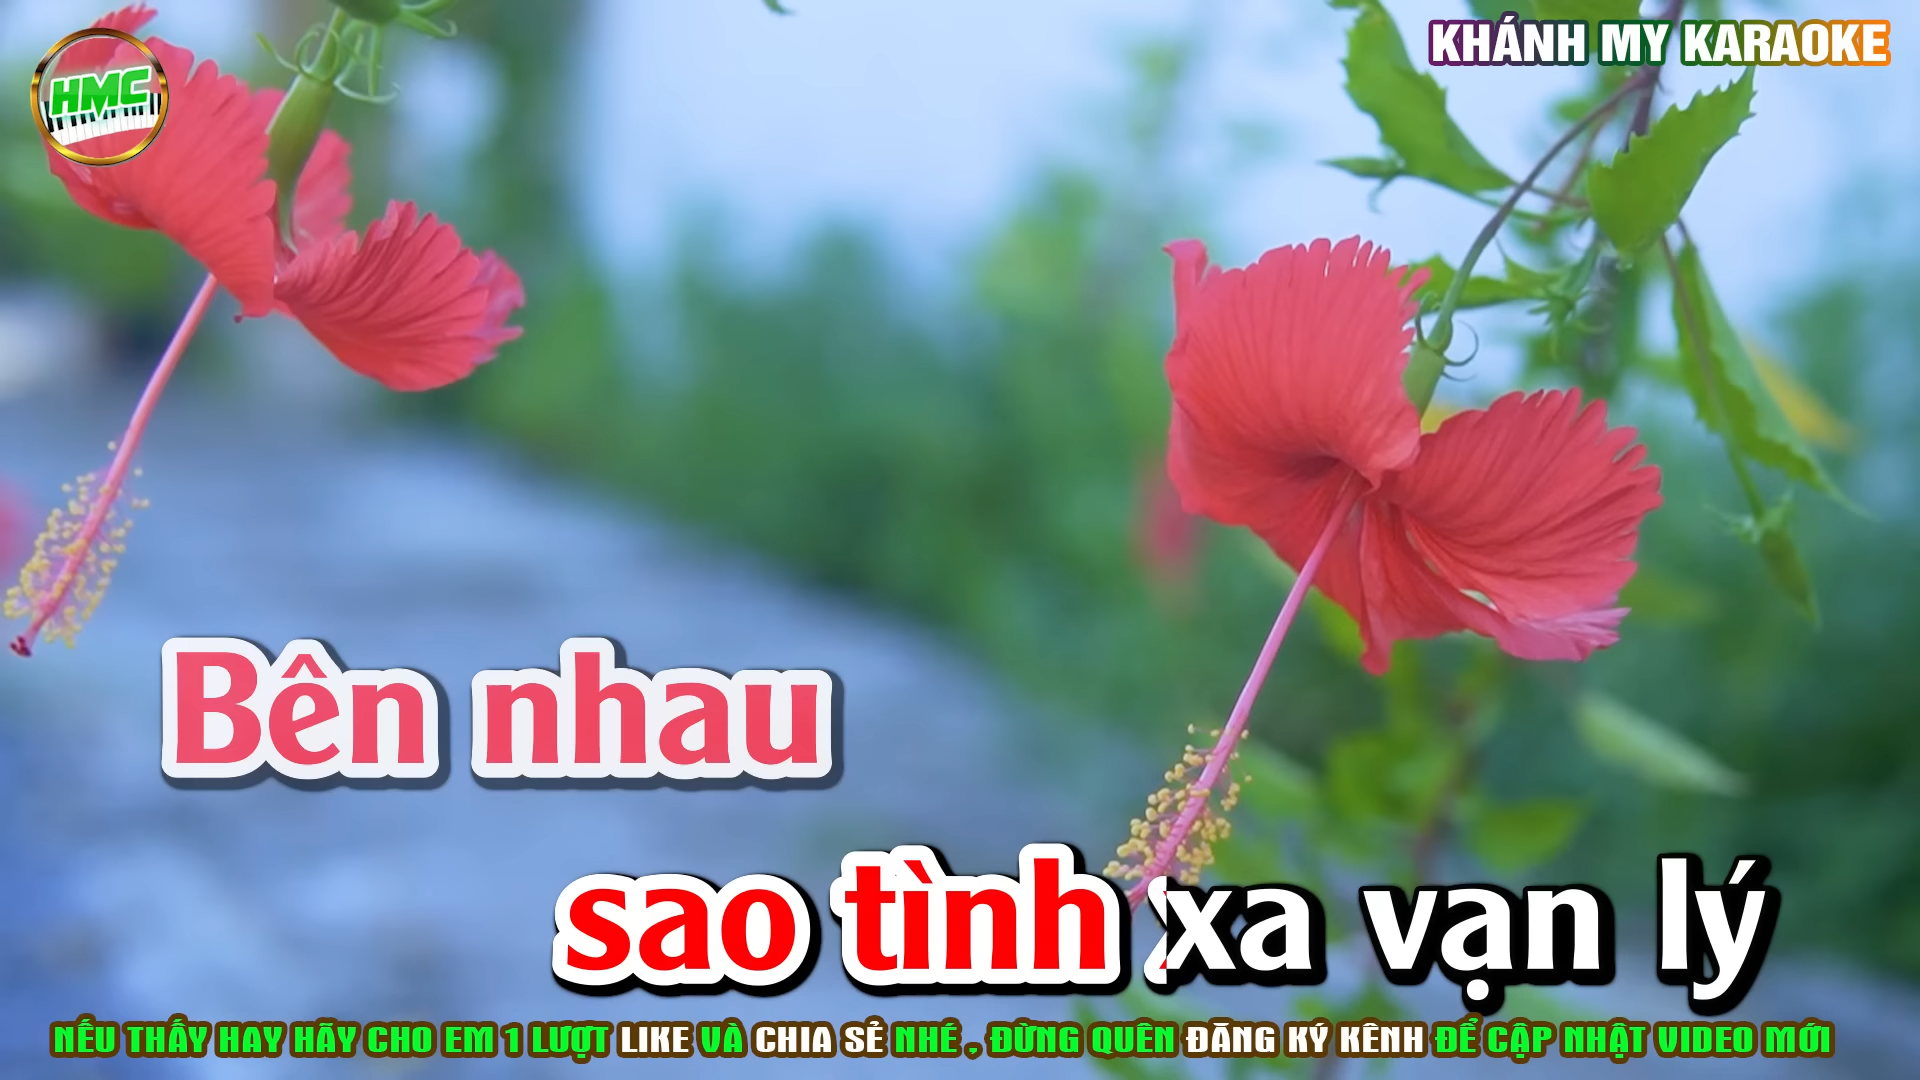 KHÁNH MY KARAOKE
HMC
Bên nhau
sao tình xa vạn lý
NẾU THẤY HAY HÃY CHO EM 1 LƯỢT LIKE VÀ CHIA SẺ NHÉ , ĐỪNG QUÊN ĐĂNG KÝ KÊNH ĐỂ CẬP NHẬT VIDEO MỚI